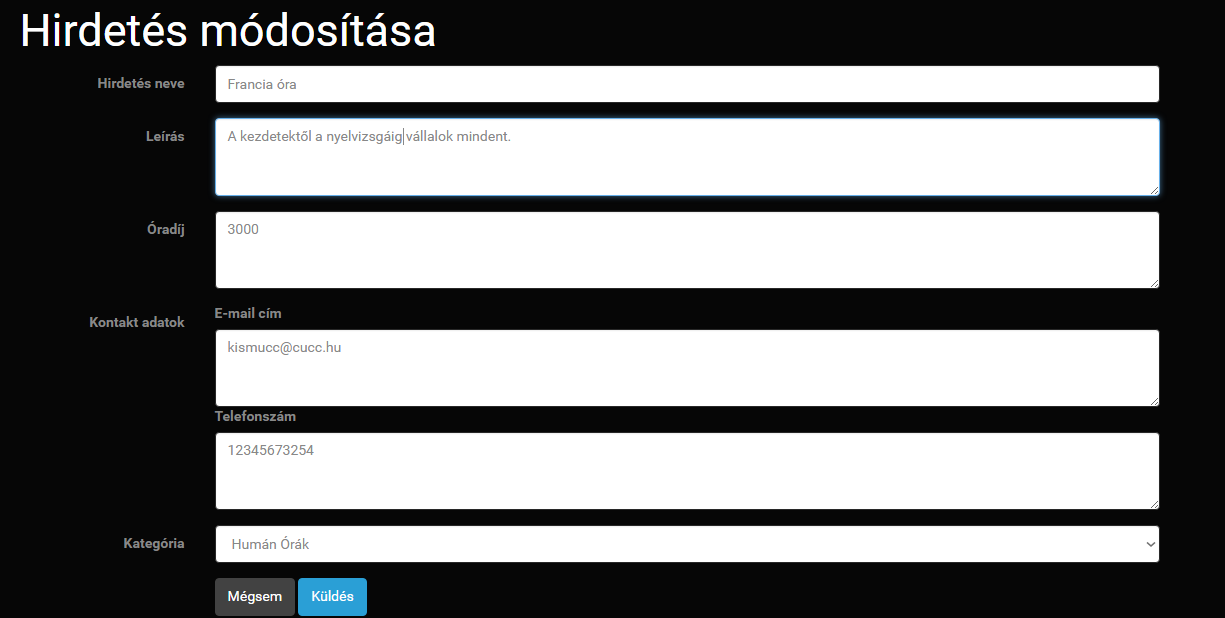 Hirdetés módosítása
Hirdetés neve
Francia óra
Leírás
A kezdetektől a nyelvizsgáig vállalok mindent.
Óradíj
3000
Kontakt adatok
E-mail cím
kismucc@cucc.hu
Telefonszám
12345673254
Kategória
Humán Órák
Mégsem Küldés